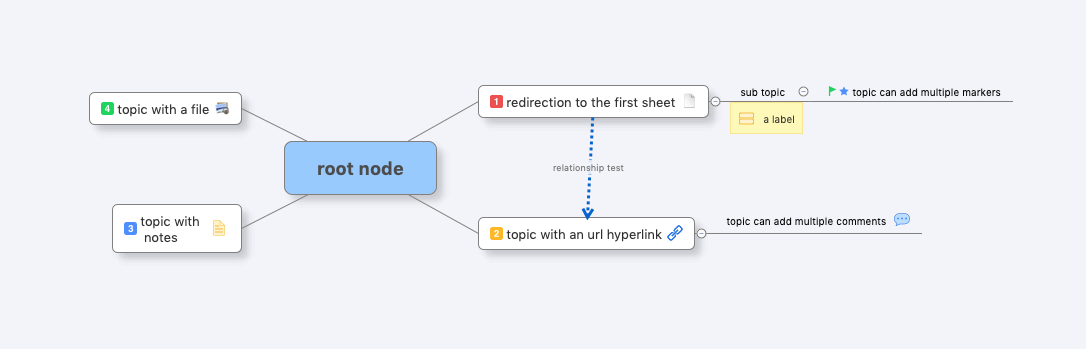 root node
1 redirection to the first sheet
sub topic
topic can add multiple markers
a label
relationship test
2 topic with an url hyperlink
topic can add multiple comments
3 topic with
notes
4 topic with a file